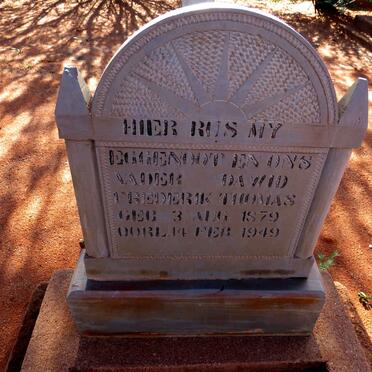 HIER RUS MY
EGGENOOT EN ONS
VADER DAWID
FREDERIK THOMAS
GEB 3 AUG 1879
OORL 14 FEB 1949